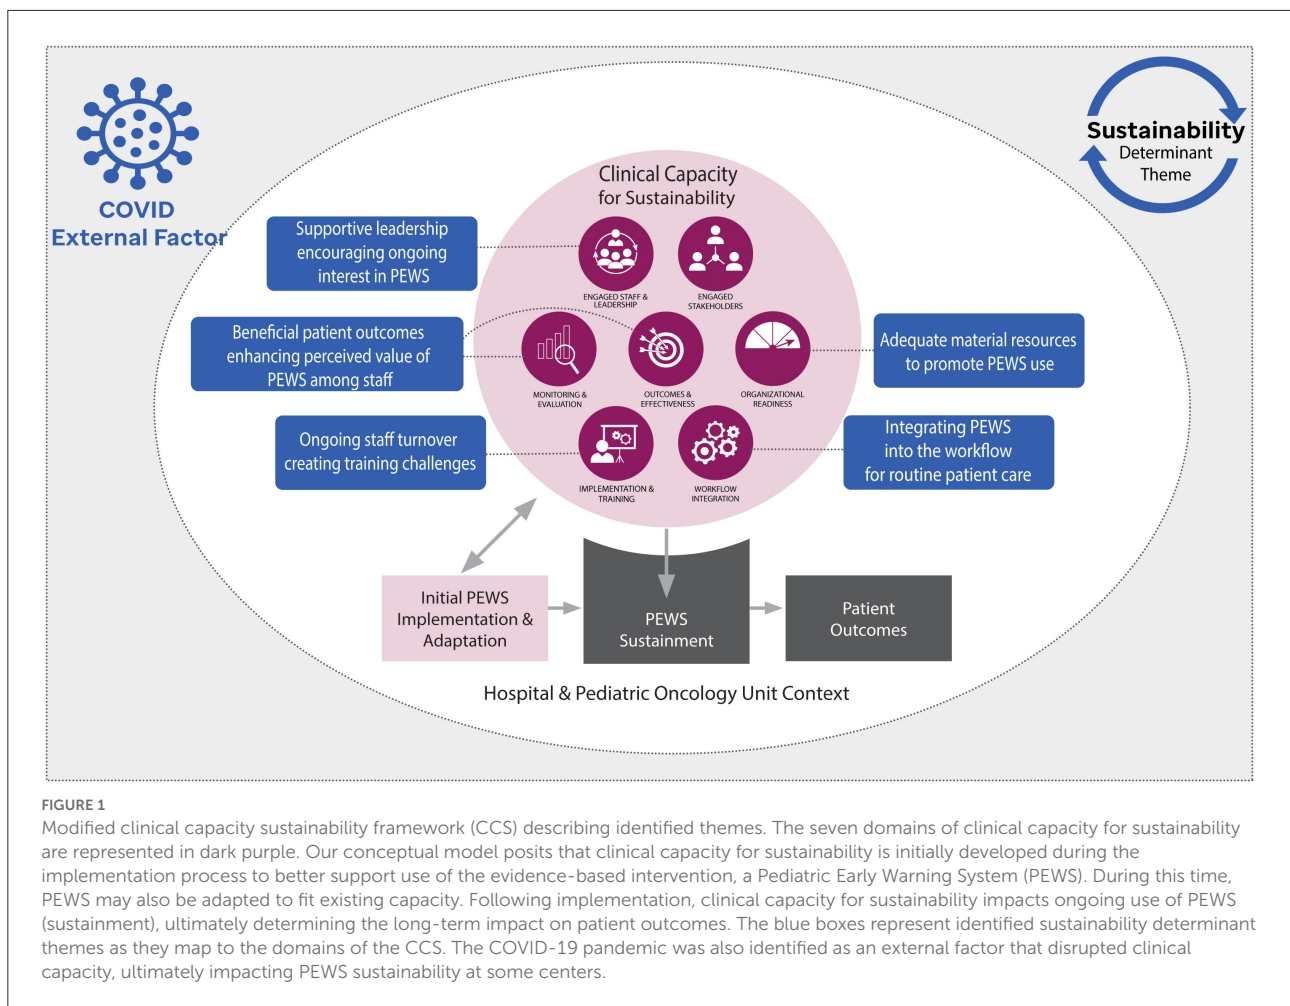 COVID
External Factor
Sustainability
Determinant
Theme
Clinical Capacity
for Sustainability
Supportive leadership
encouraging ongoing
interest in PEWS
ENGAGED STAFF &
LEADERSHIP
ENGAGED
STAKEHOLDERS
Beneficial patient outcomes
enhancing perceived value of
PEWS among staff
MONITORING &
EVALUATION
OUTCOMES &
EFFECTIVENESS
ORGANIZATIONAL
READINESS
Adequate material resources
to promote PEWS use
Ongoing staff turnover
creating training challenges
IMPLEMENTATION &
TRAINING
WORKFLOW
INTEGRATION
Integrating PEWS
into the workflow
for routine patient care
Initial PEWS
Implementation &
Adaptation
PEWS
Sustainment
Patient
Outcomes
Hospital & Pediatric Oncology Unit Context
FIGURE 1
Modified clinical capacity sustainability framework (CCS) describing identified themes. The seven domains of clinical capacity for sustainability
are represented in dark purple. Our conceptual model posits that clinical capacity for sustainability is initially developed during the
implementation process to better support use of the evidence-based intervention, a Pediatric Early Warning System (PEWS). During this time,
PEWS may also be adapted to fit existing capacity. Following implementation, clinical capacity for sustainability impacts ongoing use of PEWS
(sustainment), ultimately determining the long-term impact on patient outcomes. The blue boxes represent identified sustainability determinant
themes as they map to the domains of the CCS. The COVID-19 pandemic was also identified as an external factor that disrupted clinical
capacity, ultimately impacting PEWS sustainability at some centers.